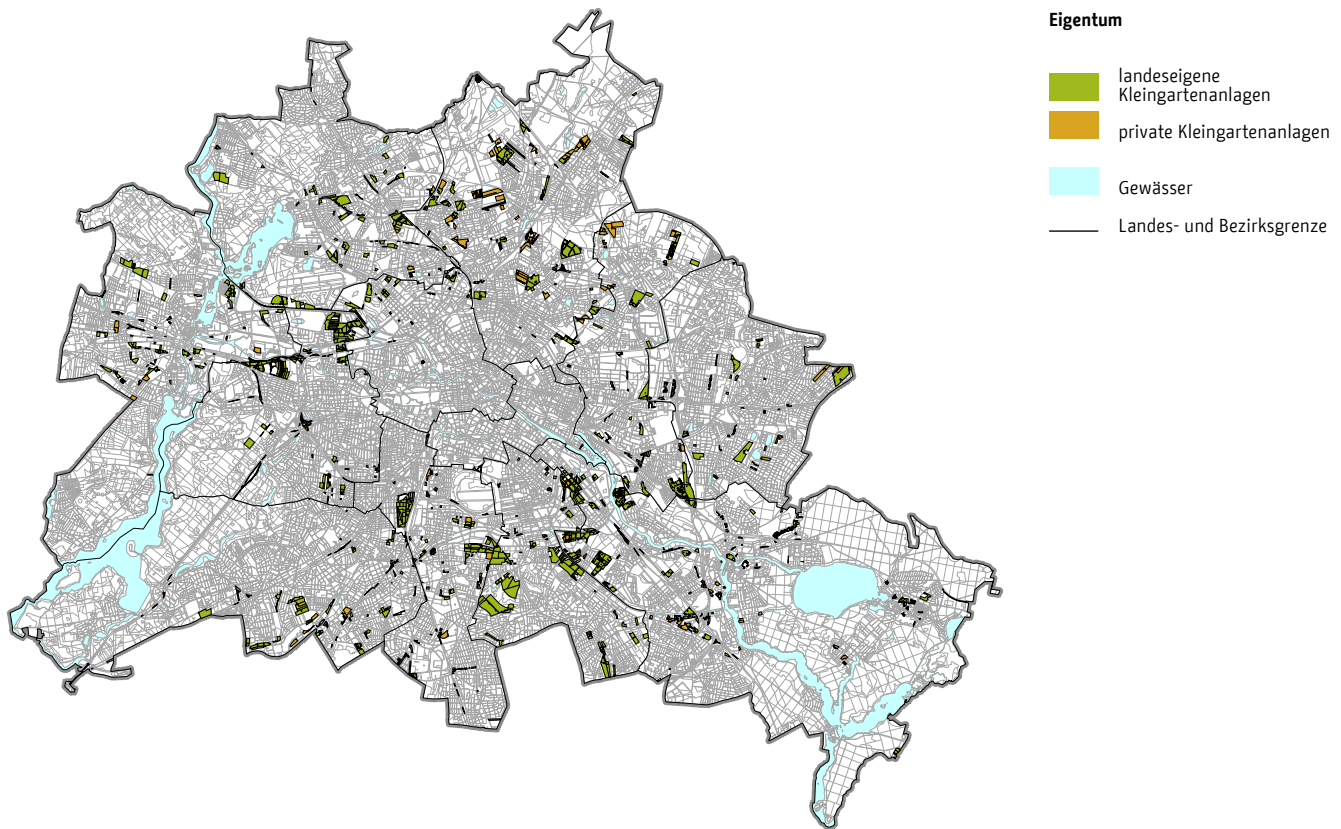 Eigentum
landeseigene
Kleingartenanlagen
private Kleingartenanlagen
Gewässer
Landes- und Bezirksgrenze